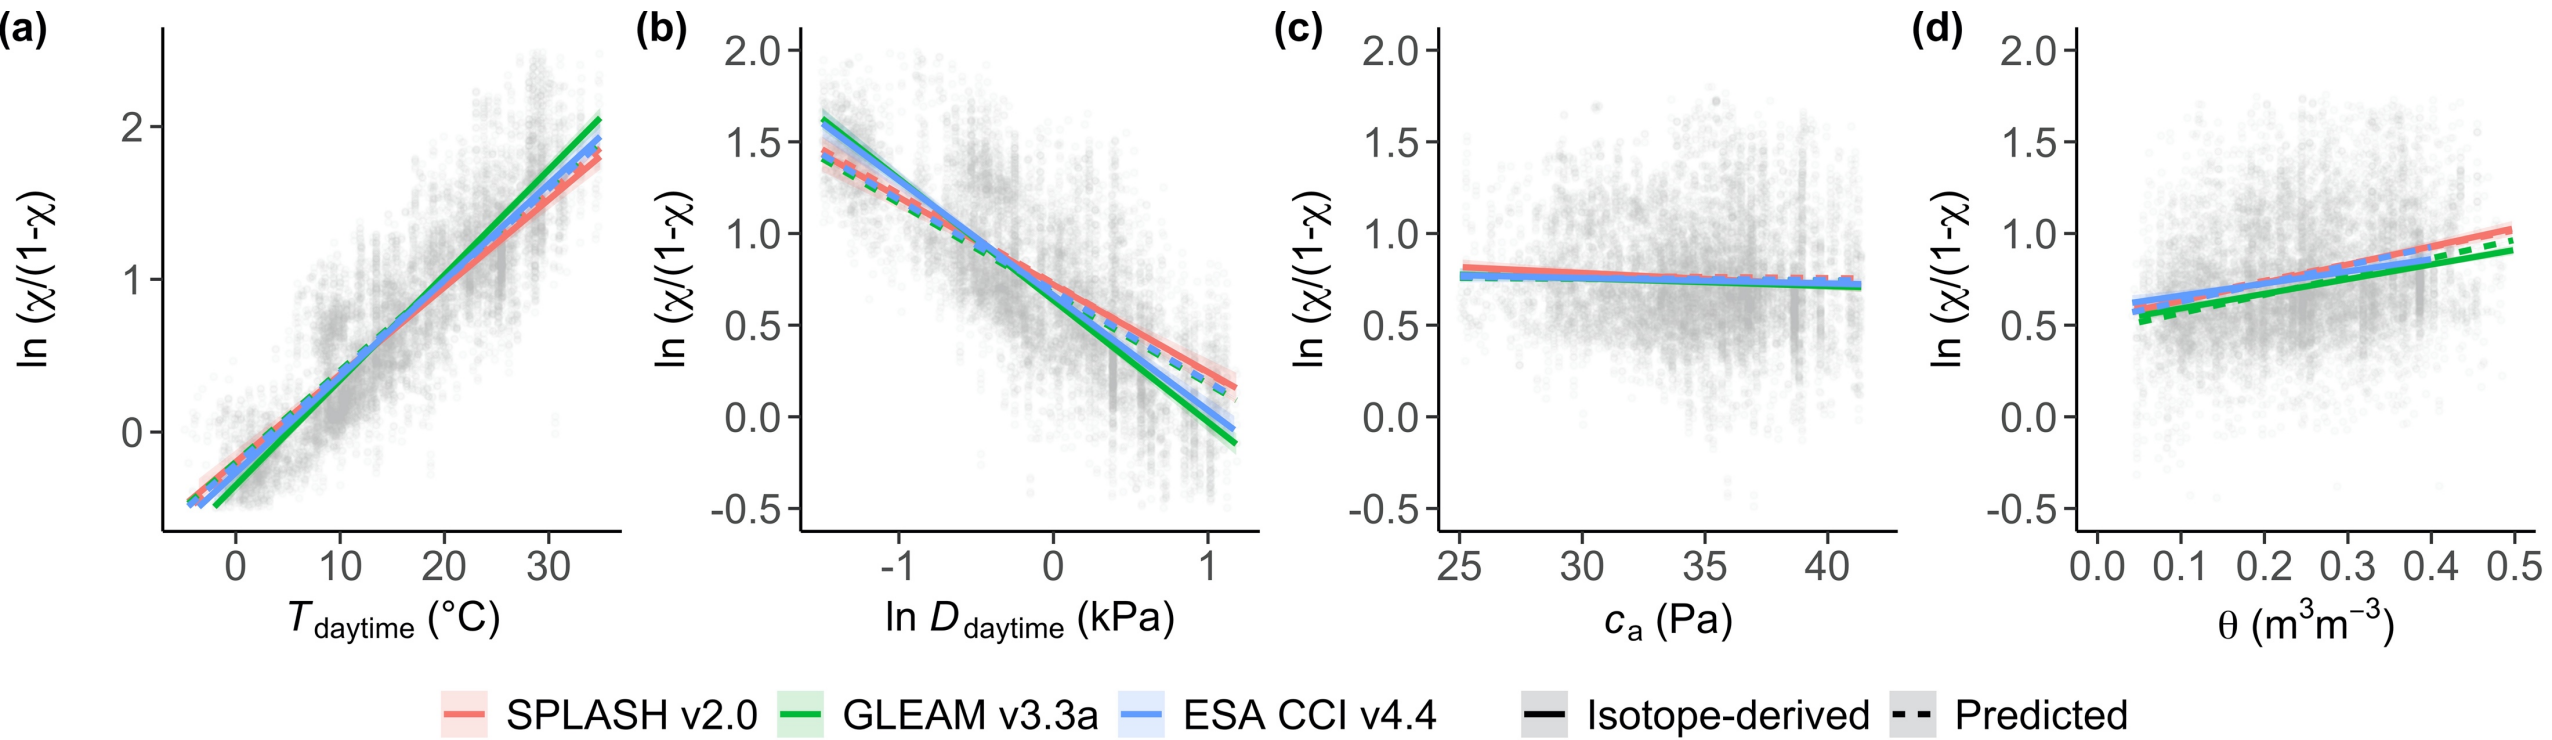 (a)
ln (χ/(1-χ)
2
1
0
0 10 20 30
T daytime (°C)
(b)
ln (χ/(1-χ)
2.0
1.5
1.0
0.5
0.0
-0.5
-1 0 1
ln D daytime (kPa)
(c)
ln (χ/(1-χ)
2.0
1.5
1.0
0.5
0.0
-0.5
25 30 35 40
ca (Pa)
(d)
ln (χ/(1-χ)
2.0
1.5
1.0
0.5
0.0
-0.5
0.0 0.1 0.2 0.3 0.4 0.5
θ (m³m⁻³)
SPLASH v2.0 GLEAM v3.3a ESA CCI v4.4 Isotope-derived Predicted